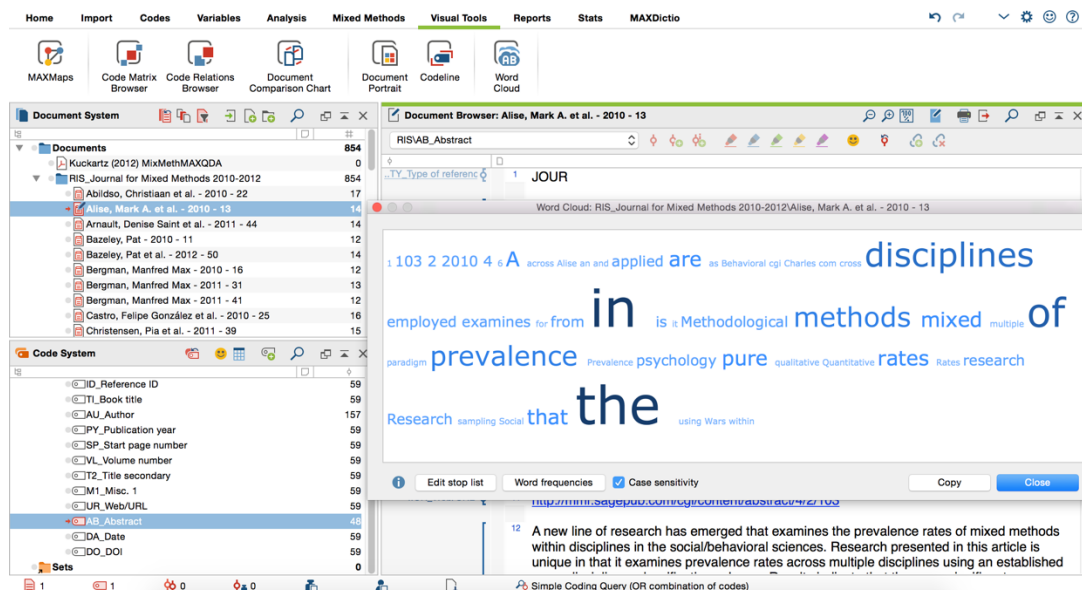 Home Import Codes Variables Analysis Mixed Methods Visual Tools Reports Stats MAXDictio
MAXMaps
Code Matrix Browser
Code Relations Browser
Document Comparison Chart
Document Portrait
Codeline
Word Cloud
Document System
Documents 854
Kuckartz (2012) MixMethMAXQDA 0
RIS_Journal for Mixed Methods 2010-2012 854
Abildso, Christiaan et al. - 2010 - 22 17
Alise, Mark A. et al. - 2010 - 13 14
Arnault, Denise Saint et al. - 2011 - 44 14
Bazeley, Pat - 2010 - 11 12
Bazeley, Pat et al. - 2012 - 50 14
Bergman, Manfred Max - 2010 - 16 12
Bergman, Manfred Max - 2011 - 31 13
Bergman, Manfred Max - 2011 - 41 12
Castro, Felipe González et al. - 2010 - 25 16
Christensen, Pia et al. - 2011 - 39 15
Code System
ID_Reference ID 59
TI_Book title 59
AU_Author 157
PY_Publication year 59
SP_Start page number 59
VL_Volume number 59
T2_Title secondary 59
M1_Misc. 1 59
UR_Web/URL 59
AB_Abstract 48
DA_Date 59
DO_DOI 59
Sets 0
Document Browser: Alise, Mark A. et al. - 2010 - 13
RIS\AB_Abstract
..TY_Type of referenc
1 JOUR
Word Cloud: RIS_Journal for Mixed Methods 2010-2012\Alise, Mark A. et al. - 2010 - 13
1 103 2 2010 4 6 A across Alise an and applied are as Behavioral cgi Charles com cross disciplines
employed examines for from in is it Methodological methods mixed multiple of
paradigm prevalence Prevalence psychology pure qualitative Quantitative rates Rates research
Research sampling Social that the using Wars within
Edit stop list Word frequencies Case sensitivity Copy Close
http://mmr.sagepub.com/cgi/content/abstract/4/2/103
12 A new line of research has emerged that examines the prevalence rates of mixed methods
within disciplines in the social/behavioral sciences. Research presented in this article is
unique in that it examines prevalence rates across multiple disciplines using an established
1 1 0 0 Simple Coding Query (OR combination of codes)